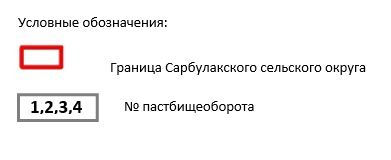 Условные обозначения:
Граница Сарбулакского сельского округа
1,2,3,4 № пастбищеоборота